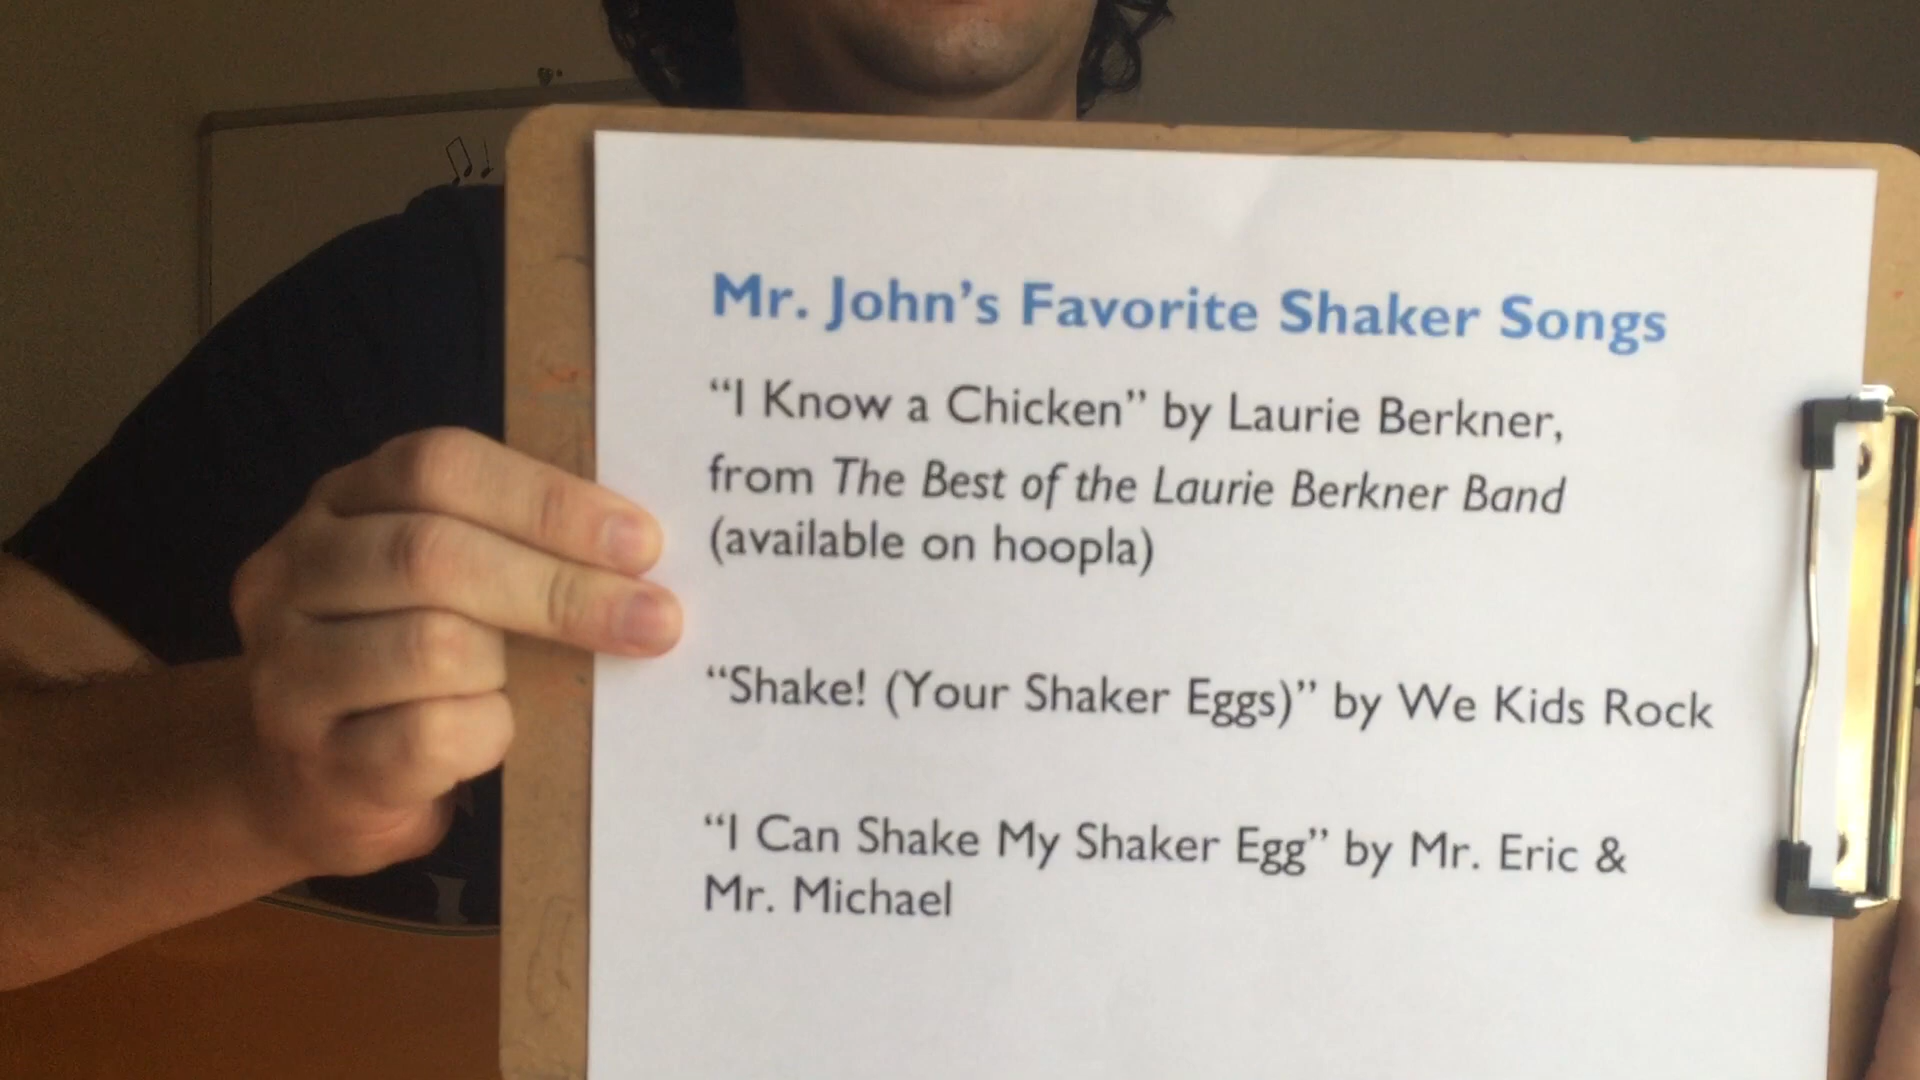 Mr. John’s Favorite Shaker Songs
“I Know a Chicken” by Laurie Berkner,
from The Best of the Laurie Berkner Band
(available on hoopla)
“Shake! (Your Shaker Eggs)” by We Kids Rock
“I Can Shake My Shaker Egg” by Mr. Eric &
Mr. Michael